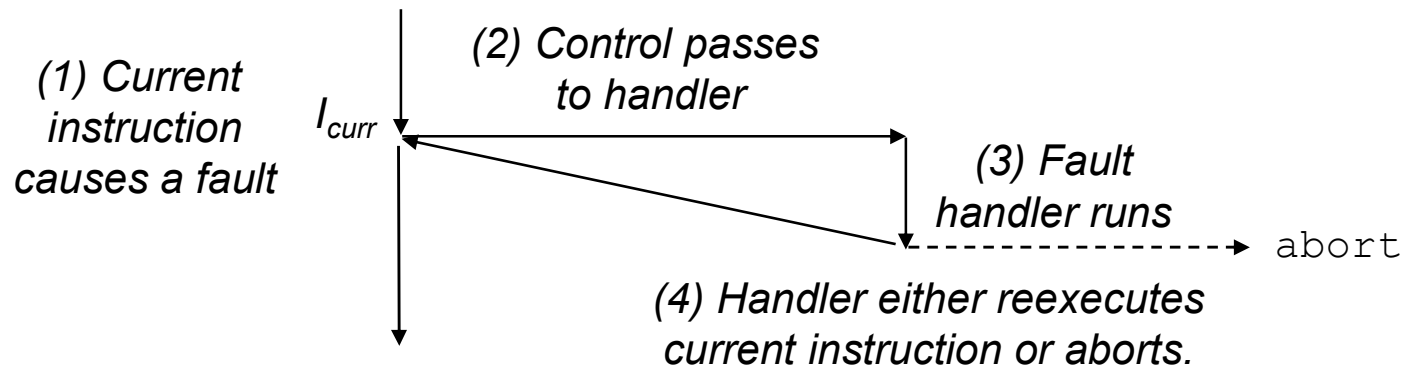 (1) Current
instruction
causes a fault
I_curr
(2) Control passes
to handler
(3) Fault
handler runs
abort
(4) Handler either reexecutes
current instruction or aborts.